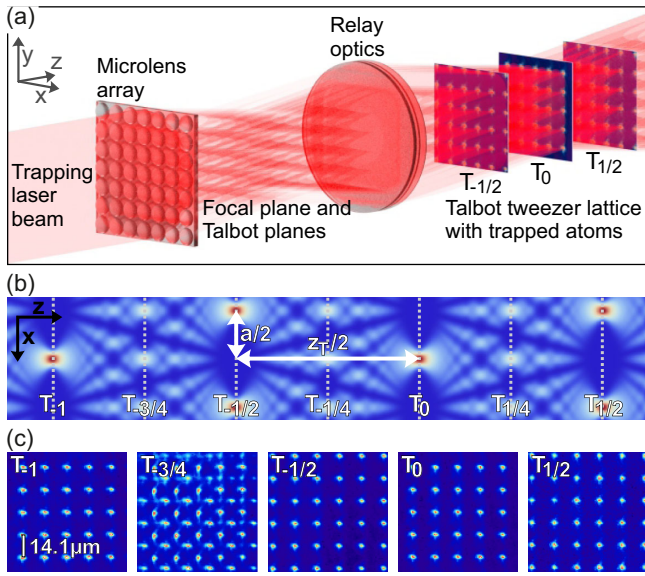 (a)
y
z
x
Microlens
array
Relay
optics
Trapping
laser
beam
Focal plane and
Talbot planes
T-1/2
T0
T1/2
Talbot tweezer lattice
with trapped atoms
(b)
z
x
a/2
zT/2
T-1
T-3/4
T-1/2
T-1/4
T0
T1/4
T1/2
(c)
T-1
T-3/4
T-1/2
T0
T1/2
14.1μm